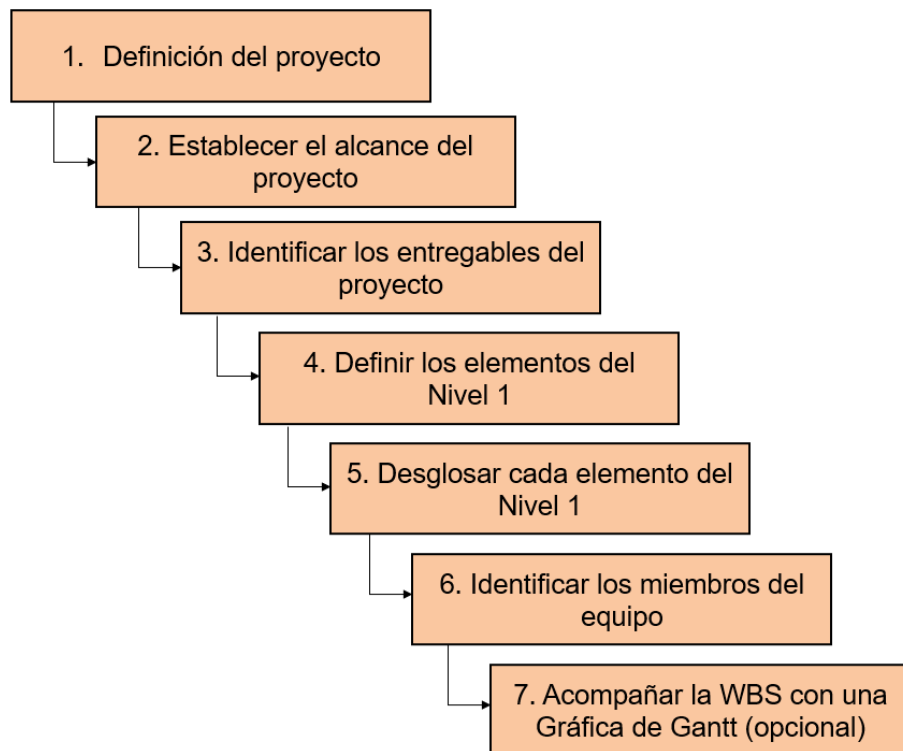 1. Definición del proyecto
2. Establecer el alcance del
proyecto
3. Identificar los entregables del
proyecto
4. Definir los elementos del
Nivel 1
5. Desglosar cada elemento del
Nivel 1
6. Identificar los miembros del
equipo
7. Acompañar la WBS con una
Gráfica de Gantt (opcional)